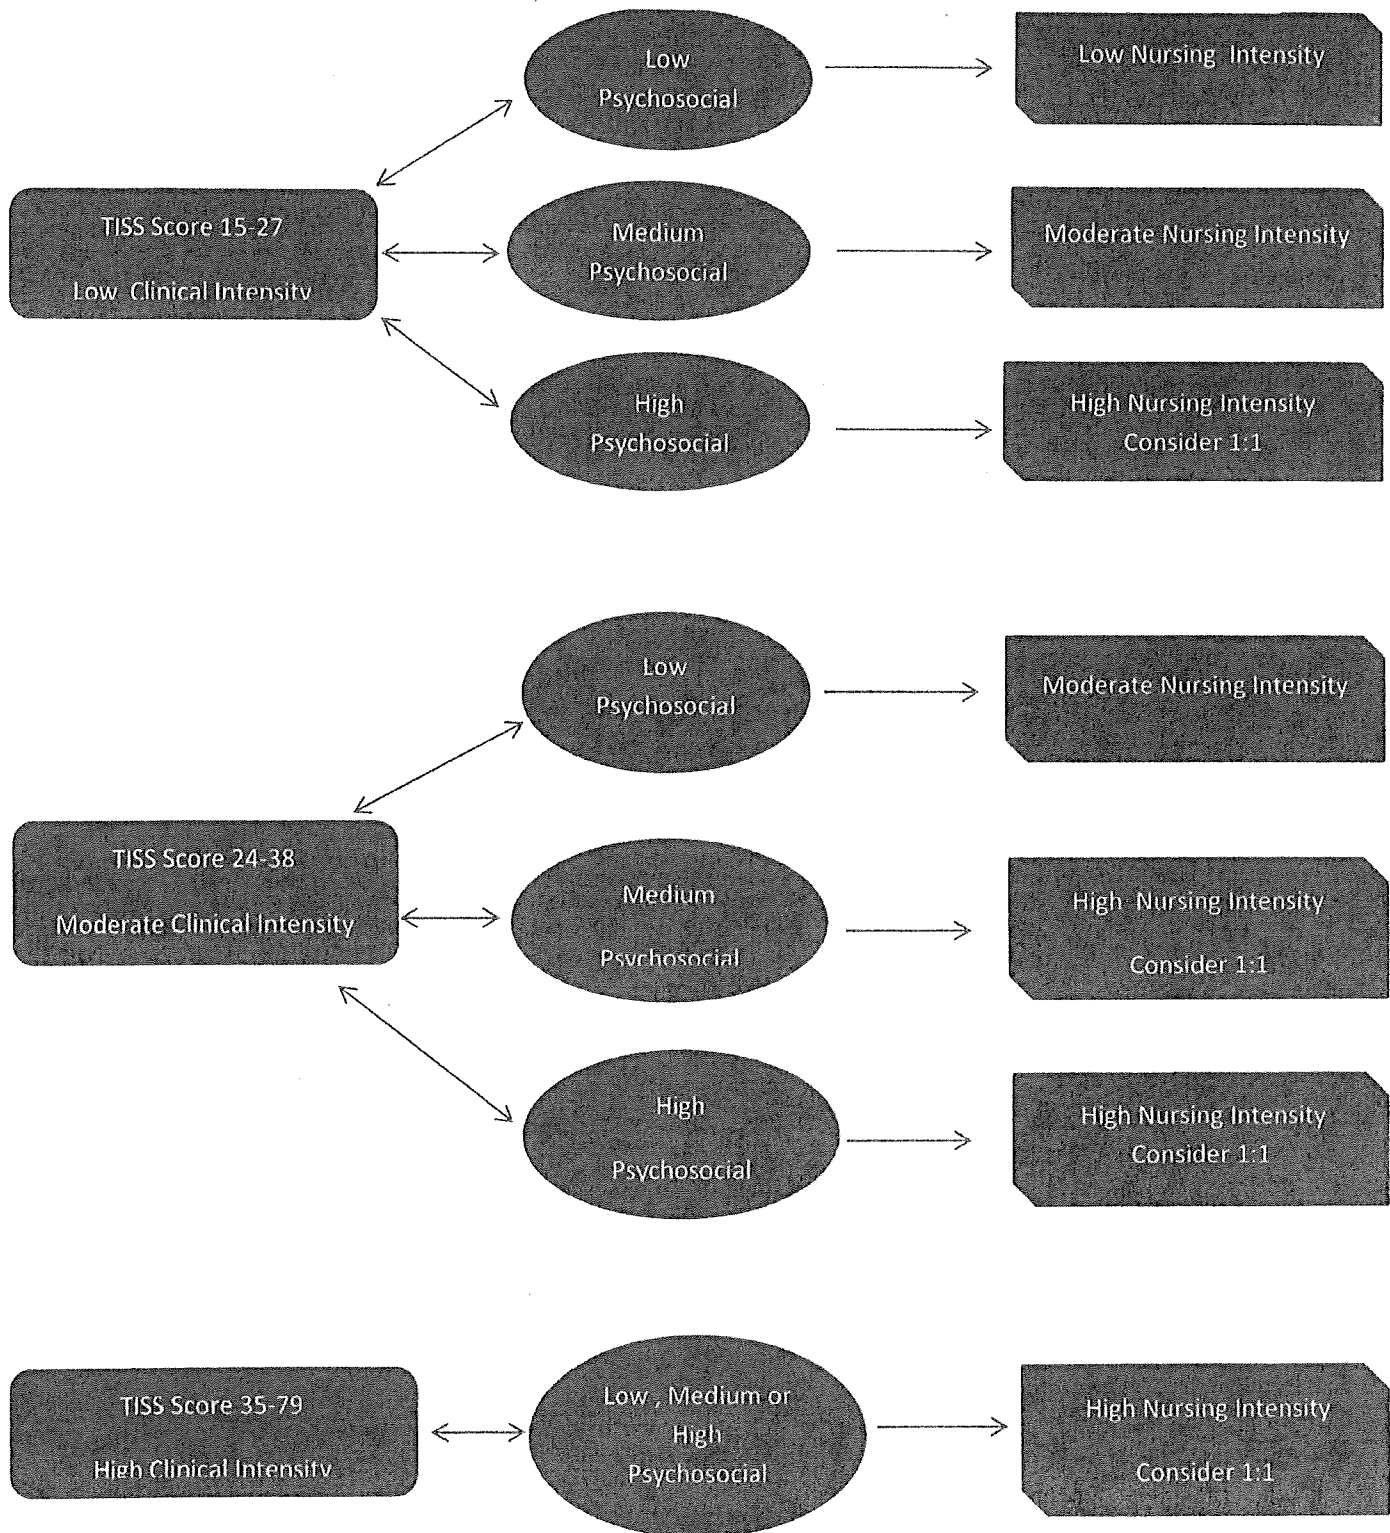 Low
Psychosocial
Low Nursing Intensity
TISS Score 15-27
Low Clinical Intensity
Medium
Psychosocial
Moderate Nursing Intensity
High
Psychosocial
High Nursing Intensity
Consider 1:1
Low
Psychosocial
Moderate Nursing Intensity
TISS Score 24-38
Moderate Clinical Intensity
Medium
Psychosocial
High Nursing Intensity
Consider 1:1
High
Psychosocial
High Nursing Intensity
Consider 1:1
TISS Score 35-79
High Clinical Intensity
Low , Medium or
High
Psychosocial
High Nursing Intensity
Consider 1:1